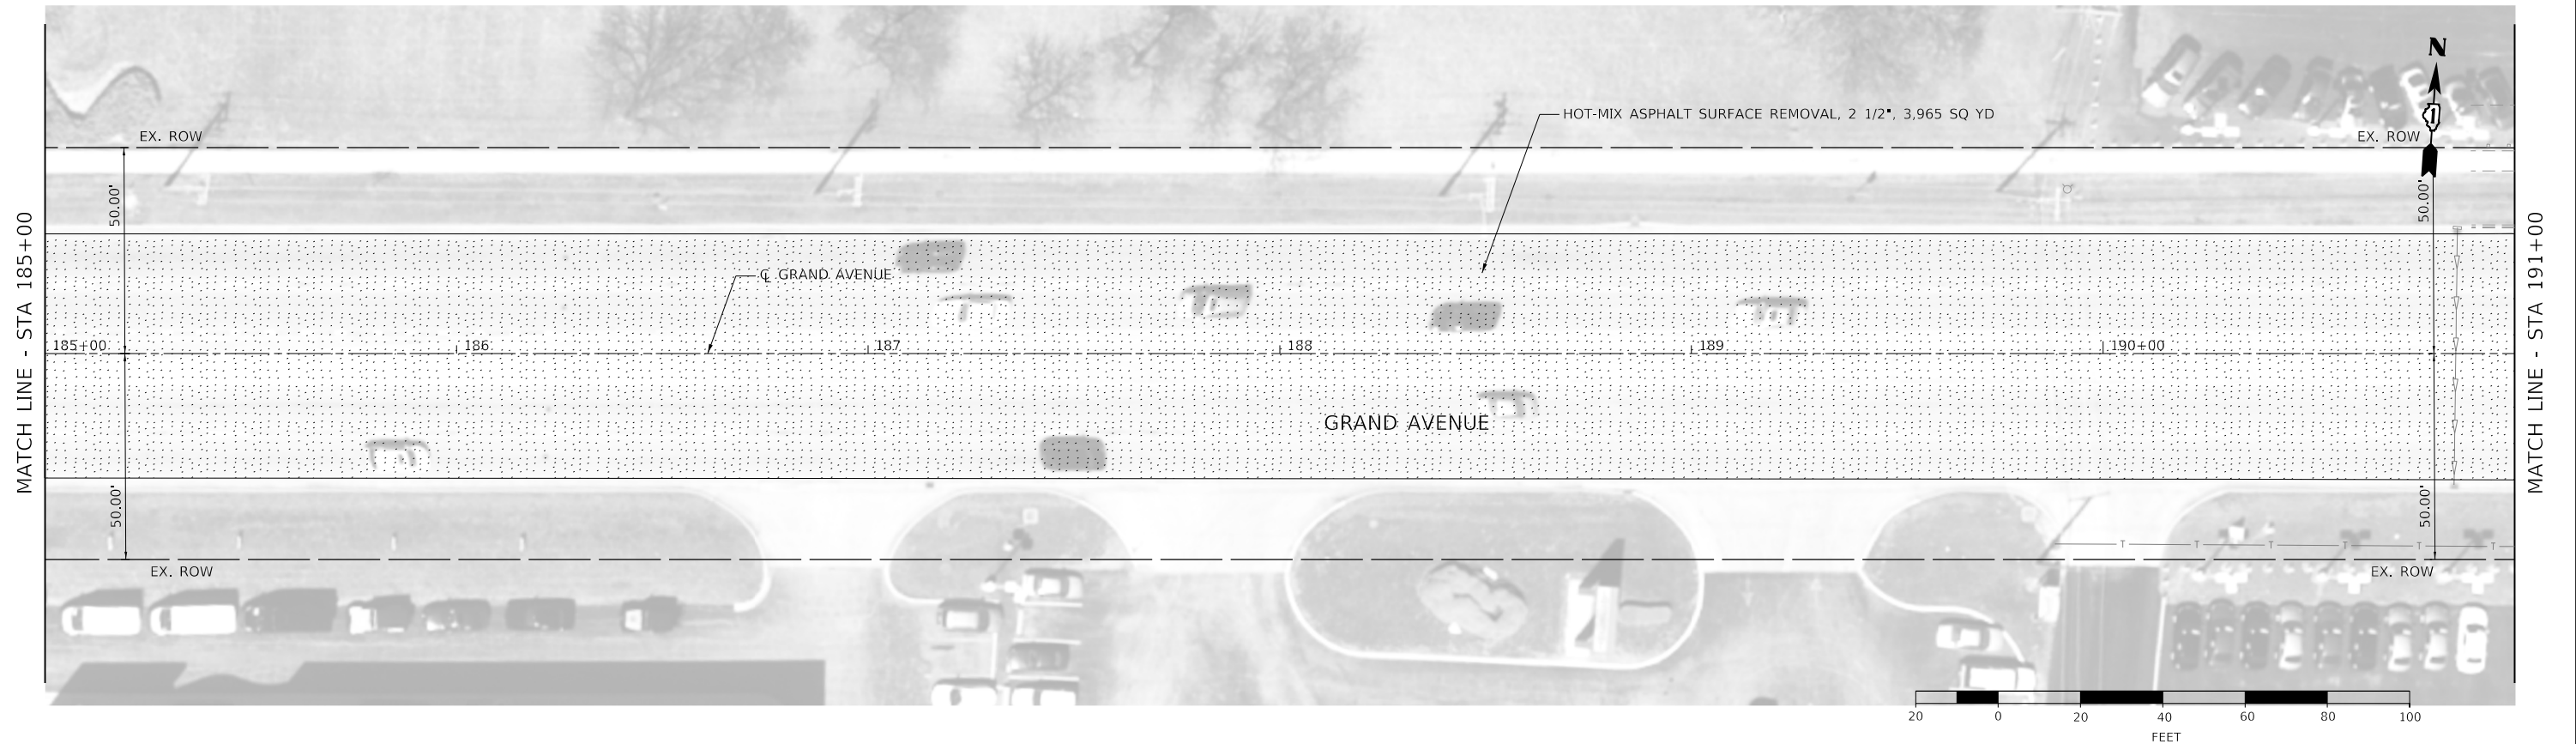 N
HOT-MIX ASPHALT SURFACE REMOVAL, 2 1/2", 3,965 SQ YD
EX. ROW
EX. ROW
50.00'
50.00'
MATCH LINE - STA 185+00
MATCH LINE - STA 191+00
℄ GRAND AVENUE
185+00
186
187
188
189
190+00
GRAND AVENUE
50.00'
50.00'
T T T T T T
EX. ROW
EX. ROW
20 0 20 40 60 80 100
FEET